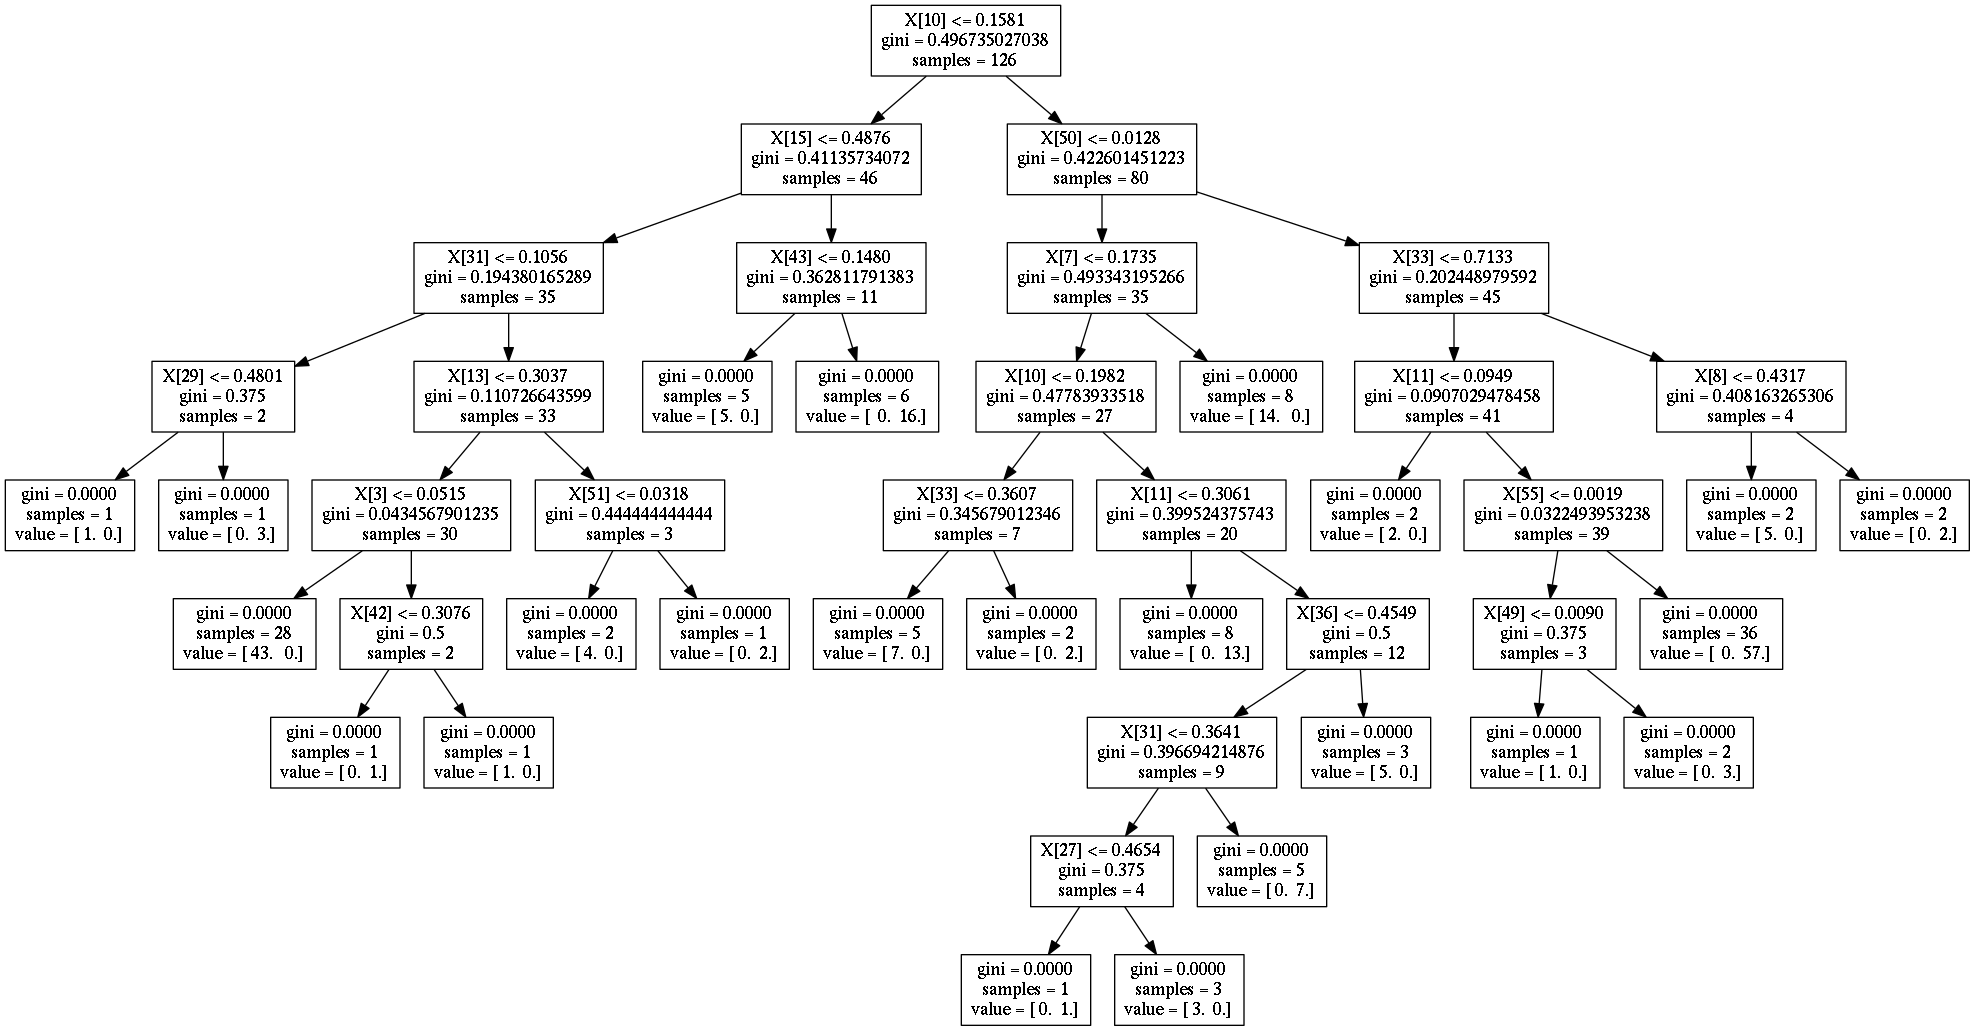 X[10] <= 0.1581
gini = 0.496735027038
samples = 126
X[15] <= 0.4876
gini = 0.41135734072
samples = 46
X[50] <= 0.0128
gini = 0.422601451223
samples = 80
X[31] <= 0.1056
gini = 0.194380165289
samples = 35
X[43] <= 0.1480
gini = 0.362811791383
samples = 11
X[7] <= 0.1735
gini = 0.493343195266
samples = 35
X[33] <= 0.7133
gini = 0.202448979592
samples = 45
X[29] <= 0.4801
gini = 0.375
samples = 2
X[13] <= 0.3037
gini = 0.110726643599
samples = 33
gini = 0.0000
samples = 5
value = [ 5.  0.]
gini = 0.0000
samples = 6
value = [  0.  16.]
X[10] <= 0.1982
gini = 0.47783933518
samples = 27
gini = 0.0000
samples = 8
value = [ 14.   0.]
X[11] <= 0.0949
gini = 0.0907029478458
samples = 41
X[8] <= 0.4317
gini = 0.408163265306
samples = 4
gini = 0.0000
samples = 1
value = [ 1.  0.]
gini = 0.0000
samples = 1
value = [ 0.  3.]
X[3] <= 0.0515
gini = 0.0434567901235
samples = 30
X[51] <= 0.0318
gini = 0.444444444444
samples = 3
X[33] <= 0.3607
gini = 0.345679012346
samples = 7
X[11] <= 0.3061
gini = 0.399524375743
samples = 20
gini = 0.0000
samples = 2
value = [ 2.  0.]
X[55] <= 0.0019
gini = 0.0322493953238
samples = 39
gini = 0.0000
samples = 2
value = [ 5.  0.]
gini = 0.0000
samples = 2
value = [ 0.  2.]
gini = 0.0000
samples = 28
value = [ 43.   0.]
X[42] <= 0.3076
gini = 0.5
samples = 2
gini = 0.0000
samples = 2
value = [ 4.  0.]
gini = 0.0000
samples = 1
value = [ 0.  2.]
gini = 0.0000
samples = 5
value = [ 7.  0.]
gini = 0.0000
samples = 2
value = [ 0.  2.]
gini = 0.0000
samples = 8
value = [  0.  13.]
X[36] <= 0.4549
gini = 0.5
samples = 12
X[49] <= 0.0090
gini = 0.375
samples = 3
gini = 0.0000
samples = 36
value = [  0.  57.]
gini = 0.0000
samples = 1
value = [ 0.  1.]
gini = 0.0000
samples = 1
value = [ 1.  0.]
X[31] <= 0.3641
gini = 0.396694214876
samples = 9
gini = 0.0000
samples = 3
value = [ 5.  0.]
gini = 0.0000
samples = 1
value = [ 1.  0.]
gini = 0.0000
samples = 2
value = [ 0.  3.]
X[27] <= 0.4654
gini = 0.375
samples = 4
gini = 0.0000
samples = 5
value = [ 0.  7.]
gini = 0.0000
samples = 1
value = [ 0.  1.]
gini = 0.0000
samples = 3
value = [ 3.  0.]